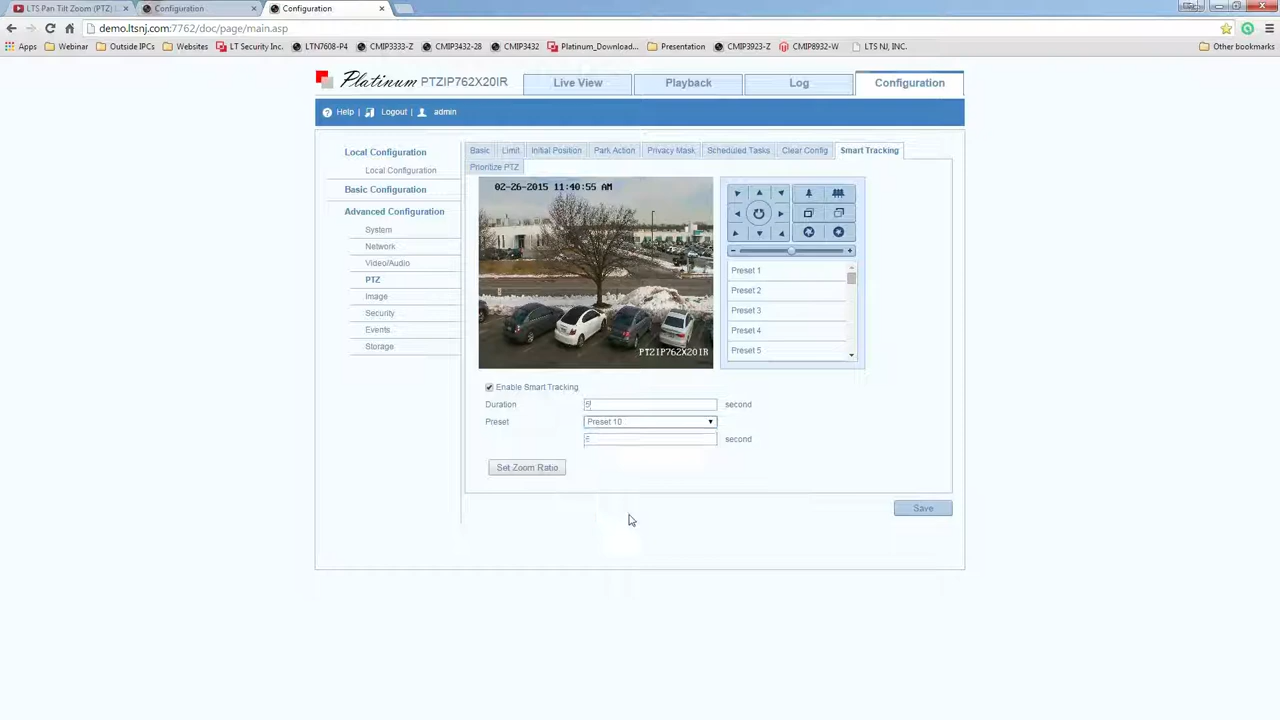 LTS Pan Tilt Zoom (PTZ)
Configuration
Configuration
demo.ltsnj.com:7762/doc/page/main.asp
Apps
Webinar
Outside IPCs
Websites
LT Security Inc.
LTN7608-P4
CMIP3333-Z
CMIP3432-28
CMIP3432
Platinum_Download...
Presentation
CMIP3923-Z
CMIP8932-W
LTS NJ, INC.
Other bookmarks
Platinum PTZIP762X20IR
Live View
Playback
Log
Configuration
Help | Logout | admin
Local Configuration
Local Configuration
Basic Configuration
Advanced Configuration
System
Network
Video/Audio
PTZ
Image
Security
Events
Storage
Basic
Limit
Initial Position
Park Action
Privacy Mask
Scheduled Tasks
Clear Config
Smart Tracking
Prioritize PTZ
02-26-2015 11:40:55 AM
PTZIP762X20IR
Preset 1
Preset 2
Preset 3
Preset 4
Preset 5
Enable Smart Tracking
Duration
second
Preset
Preset 10
second
Set Zoom Ratio
Save